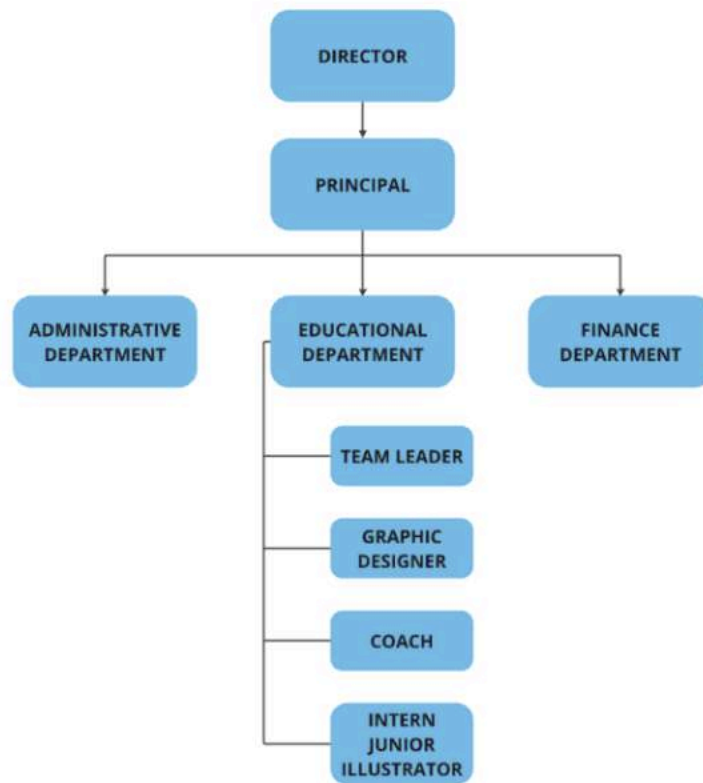 DIRECTOR
PRINCIPAL
ADMINISTRATIVE
DEPARTMENT
EDUCATIONAL
DEPARTMENT
FINANCE
DEPARTMENT
TEAM LEADER
GRAPHIC
DESIGNER
COACH
INTERN
JUNIOR
ILLUSTRATOR